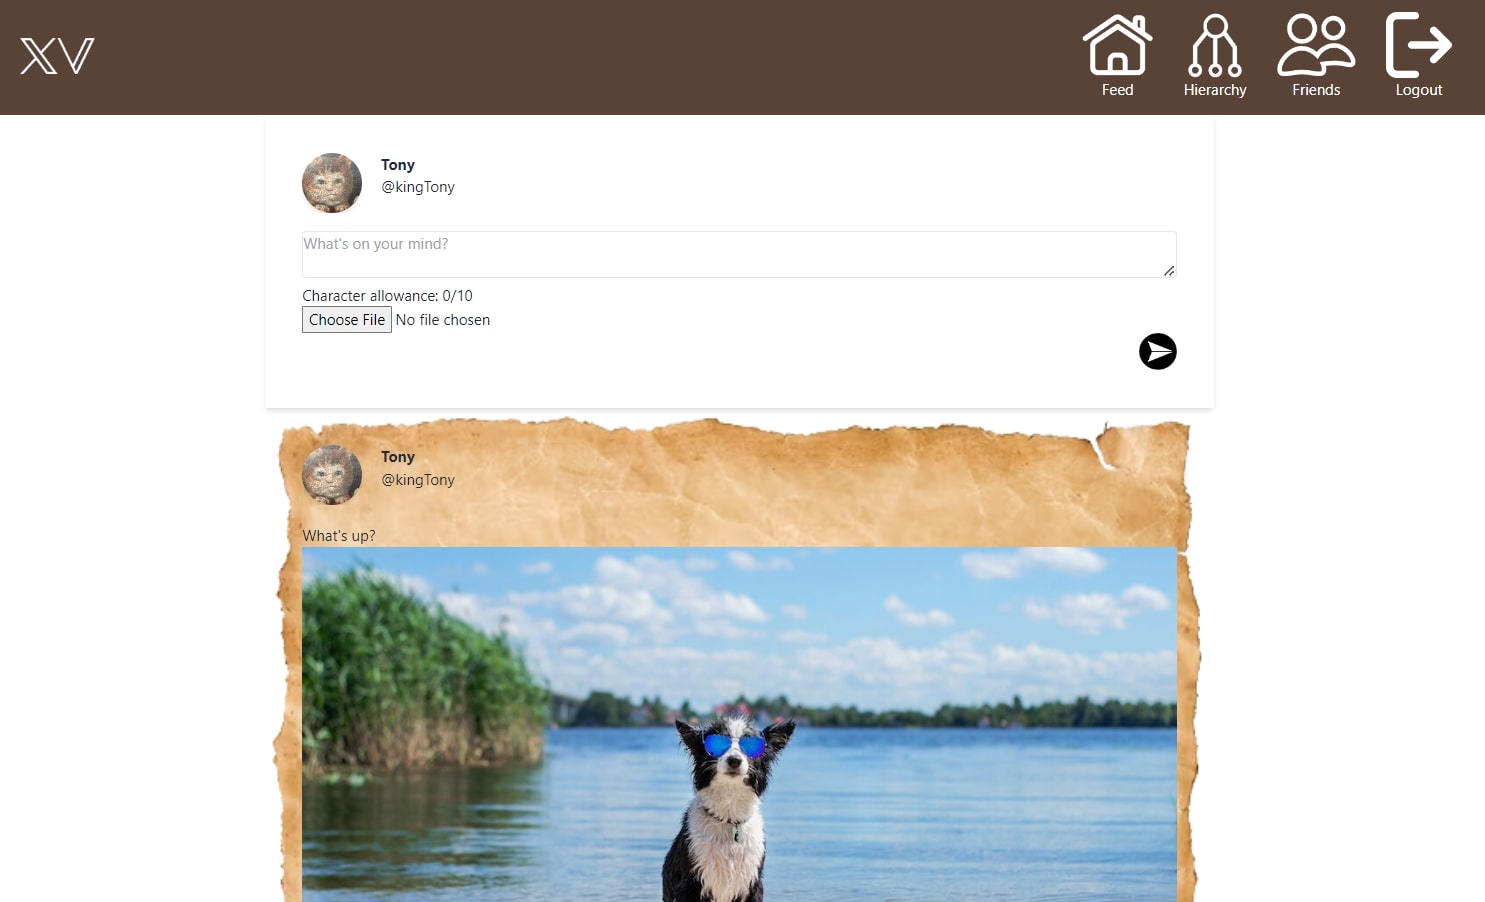 XV
Feed
Hierarchy
Friends
Logout
Tony
@kingTony
What's on your mind?
Character allowance: 0/10
Choose File No file chosen
Tony
@kingTony
What's up?